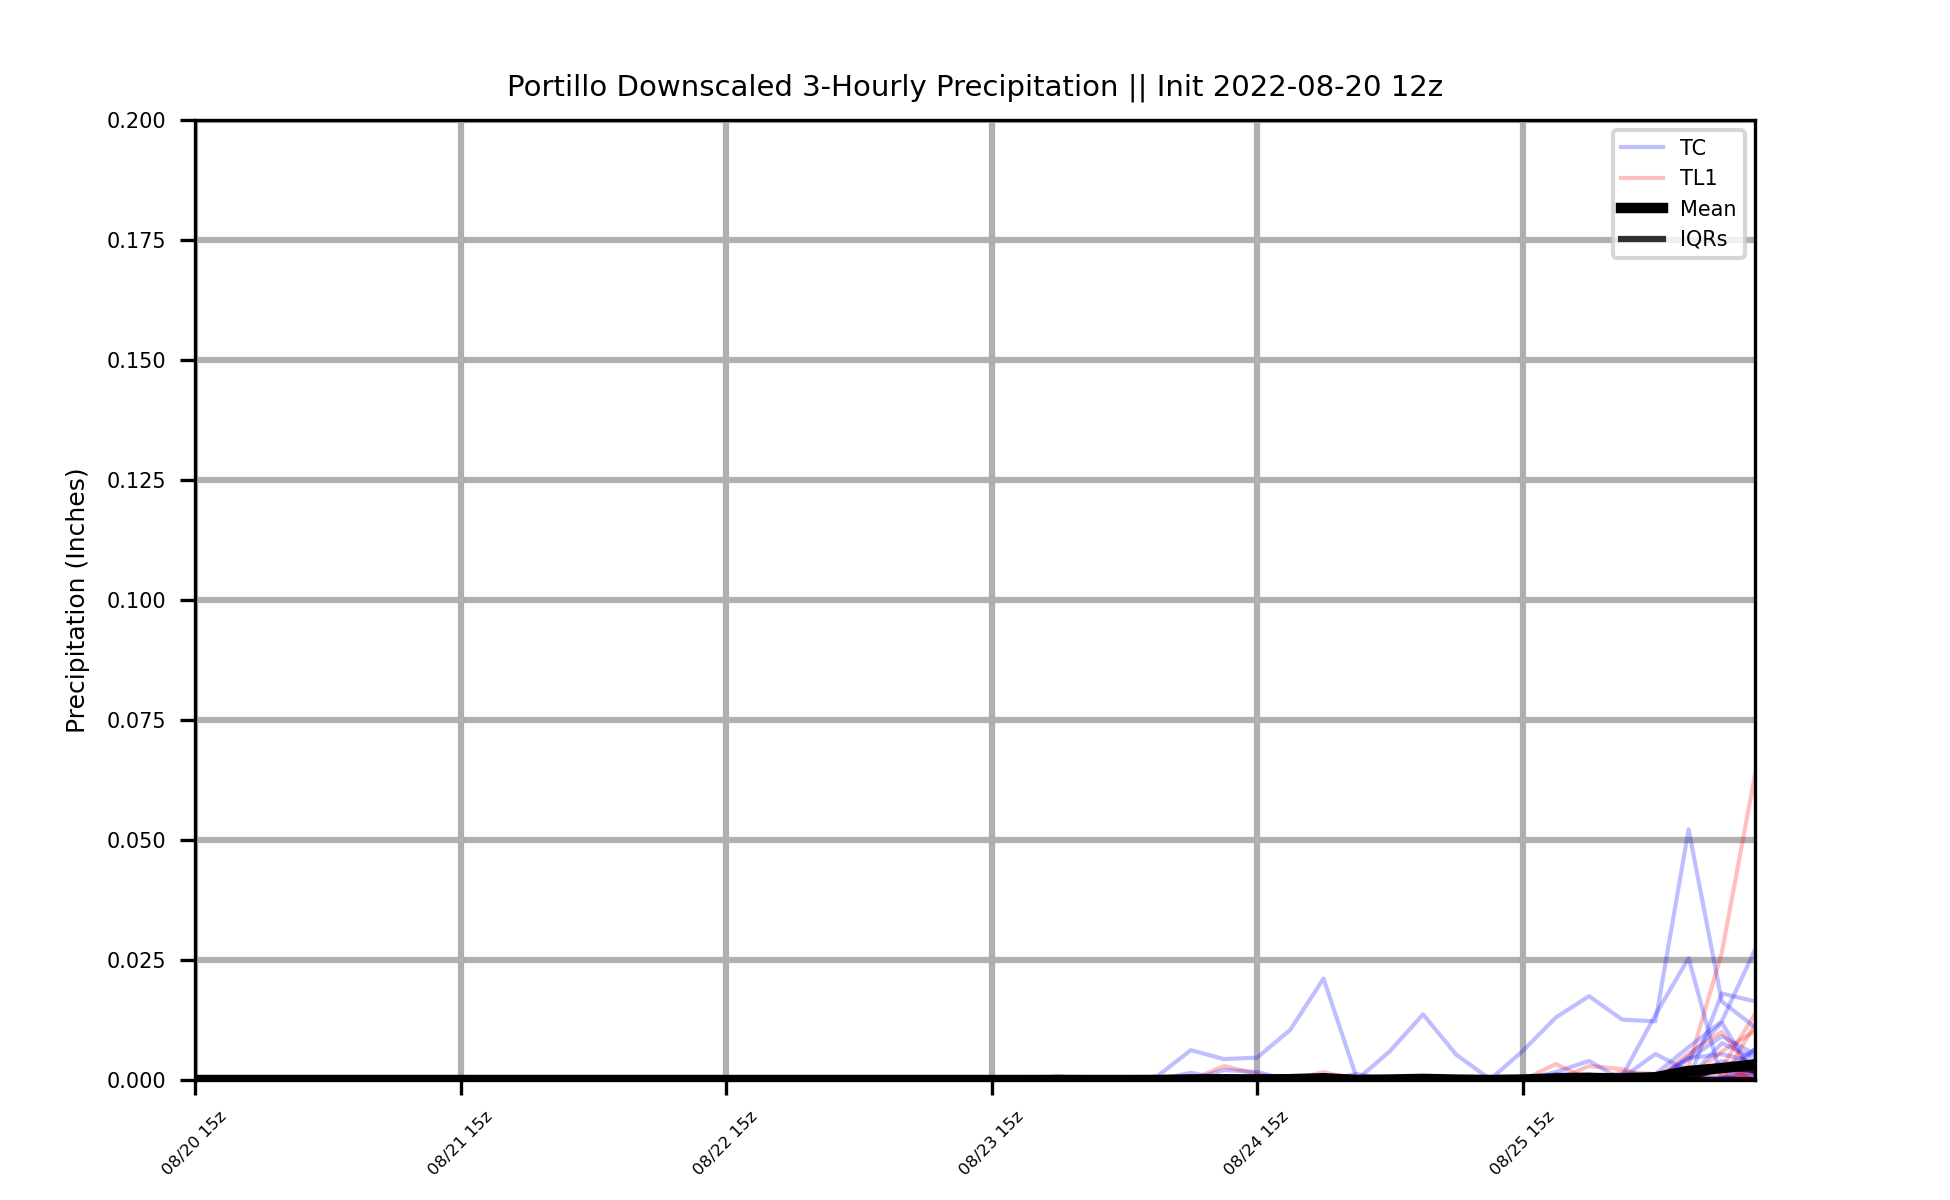 Portillo Downscaled 3-Hourly Precipitation || Init 2022-08-20 12z
0.200
0.175
0.150
0.125
0.100
0.075
0.050
0.025
0.000
Precipitation (Inches)
TC
TL1
Mean
IQRs
08/20 15z
08/21 15z
08/22 15z
08/23 15z
08/24 15z
08/25 15z